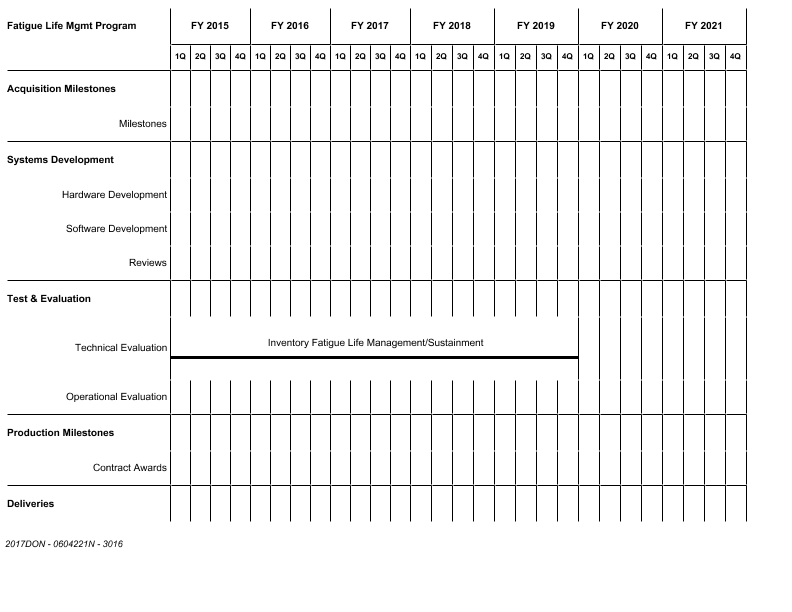 Fatigue Life Mgmt Program FY 2015 FY 2016 FY 2017 FY 2018 FY 2019 FY 2020 FY 2021
1Q 2Q 3Q 4Q 1Q 2Q 3Q 4Q 1Q 2Q 3Q 4Q 1Q 2Q 3Q 4Q 1Q 2Q 3Q 4Q 1Q 2Q 3Q 4Q 1Q 2Q 3Q 4Q
Acquisition Milestones
Milestones
Systems Development
Hardware Development
Software Development
Reviews
Test & Evaluation
Inventory Fatigue Life Management/Sustainment
Technical Evaluation
Operational Evaluation
Production Milestones
Contract Awards
Deliveries
2017DON - 0604221N - 3016